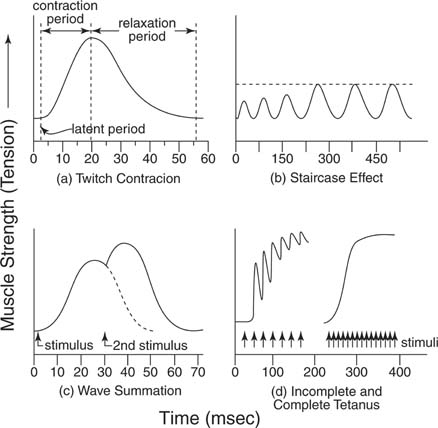 contraction
period
relaxation
period
latent period
0 10 20 30 40 50 60
(a) Twitch Contracion
0 150 300 450
(b) Staircase Effect
Muscle Strength (Tension)
stimulus
2nd stimulus
0 10 20 30 40 50 60 70
(c) Wave Summation
stimuli
0 100 200 300 400
(d) Incomplete and
Complete Tetanus
Time (msec)